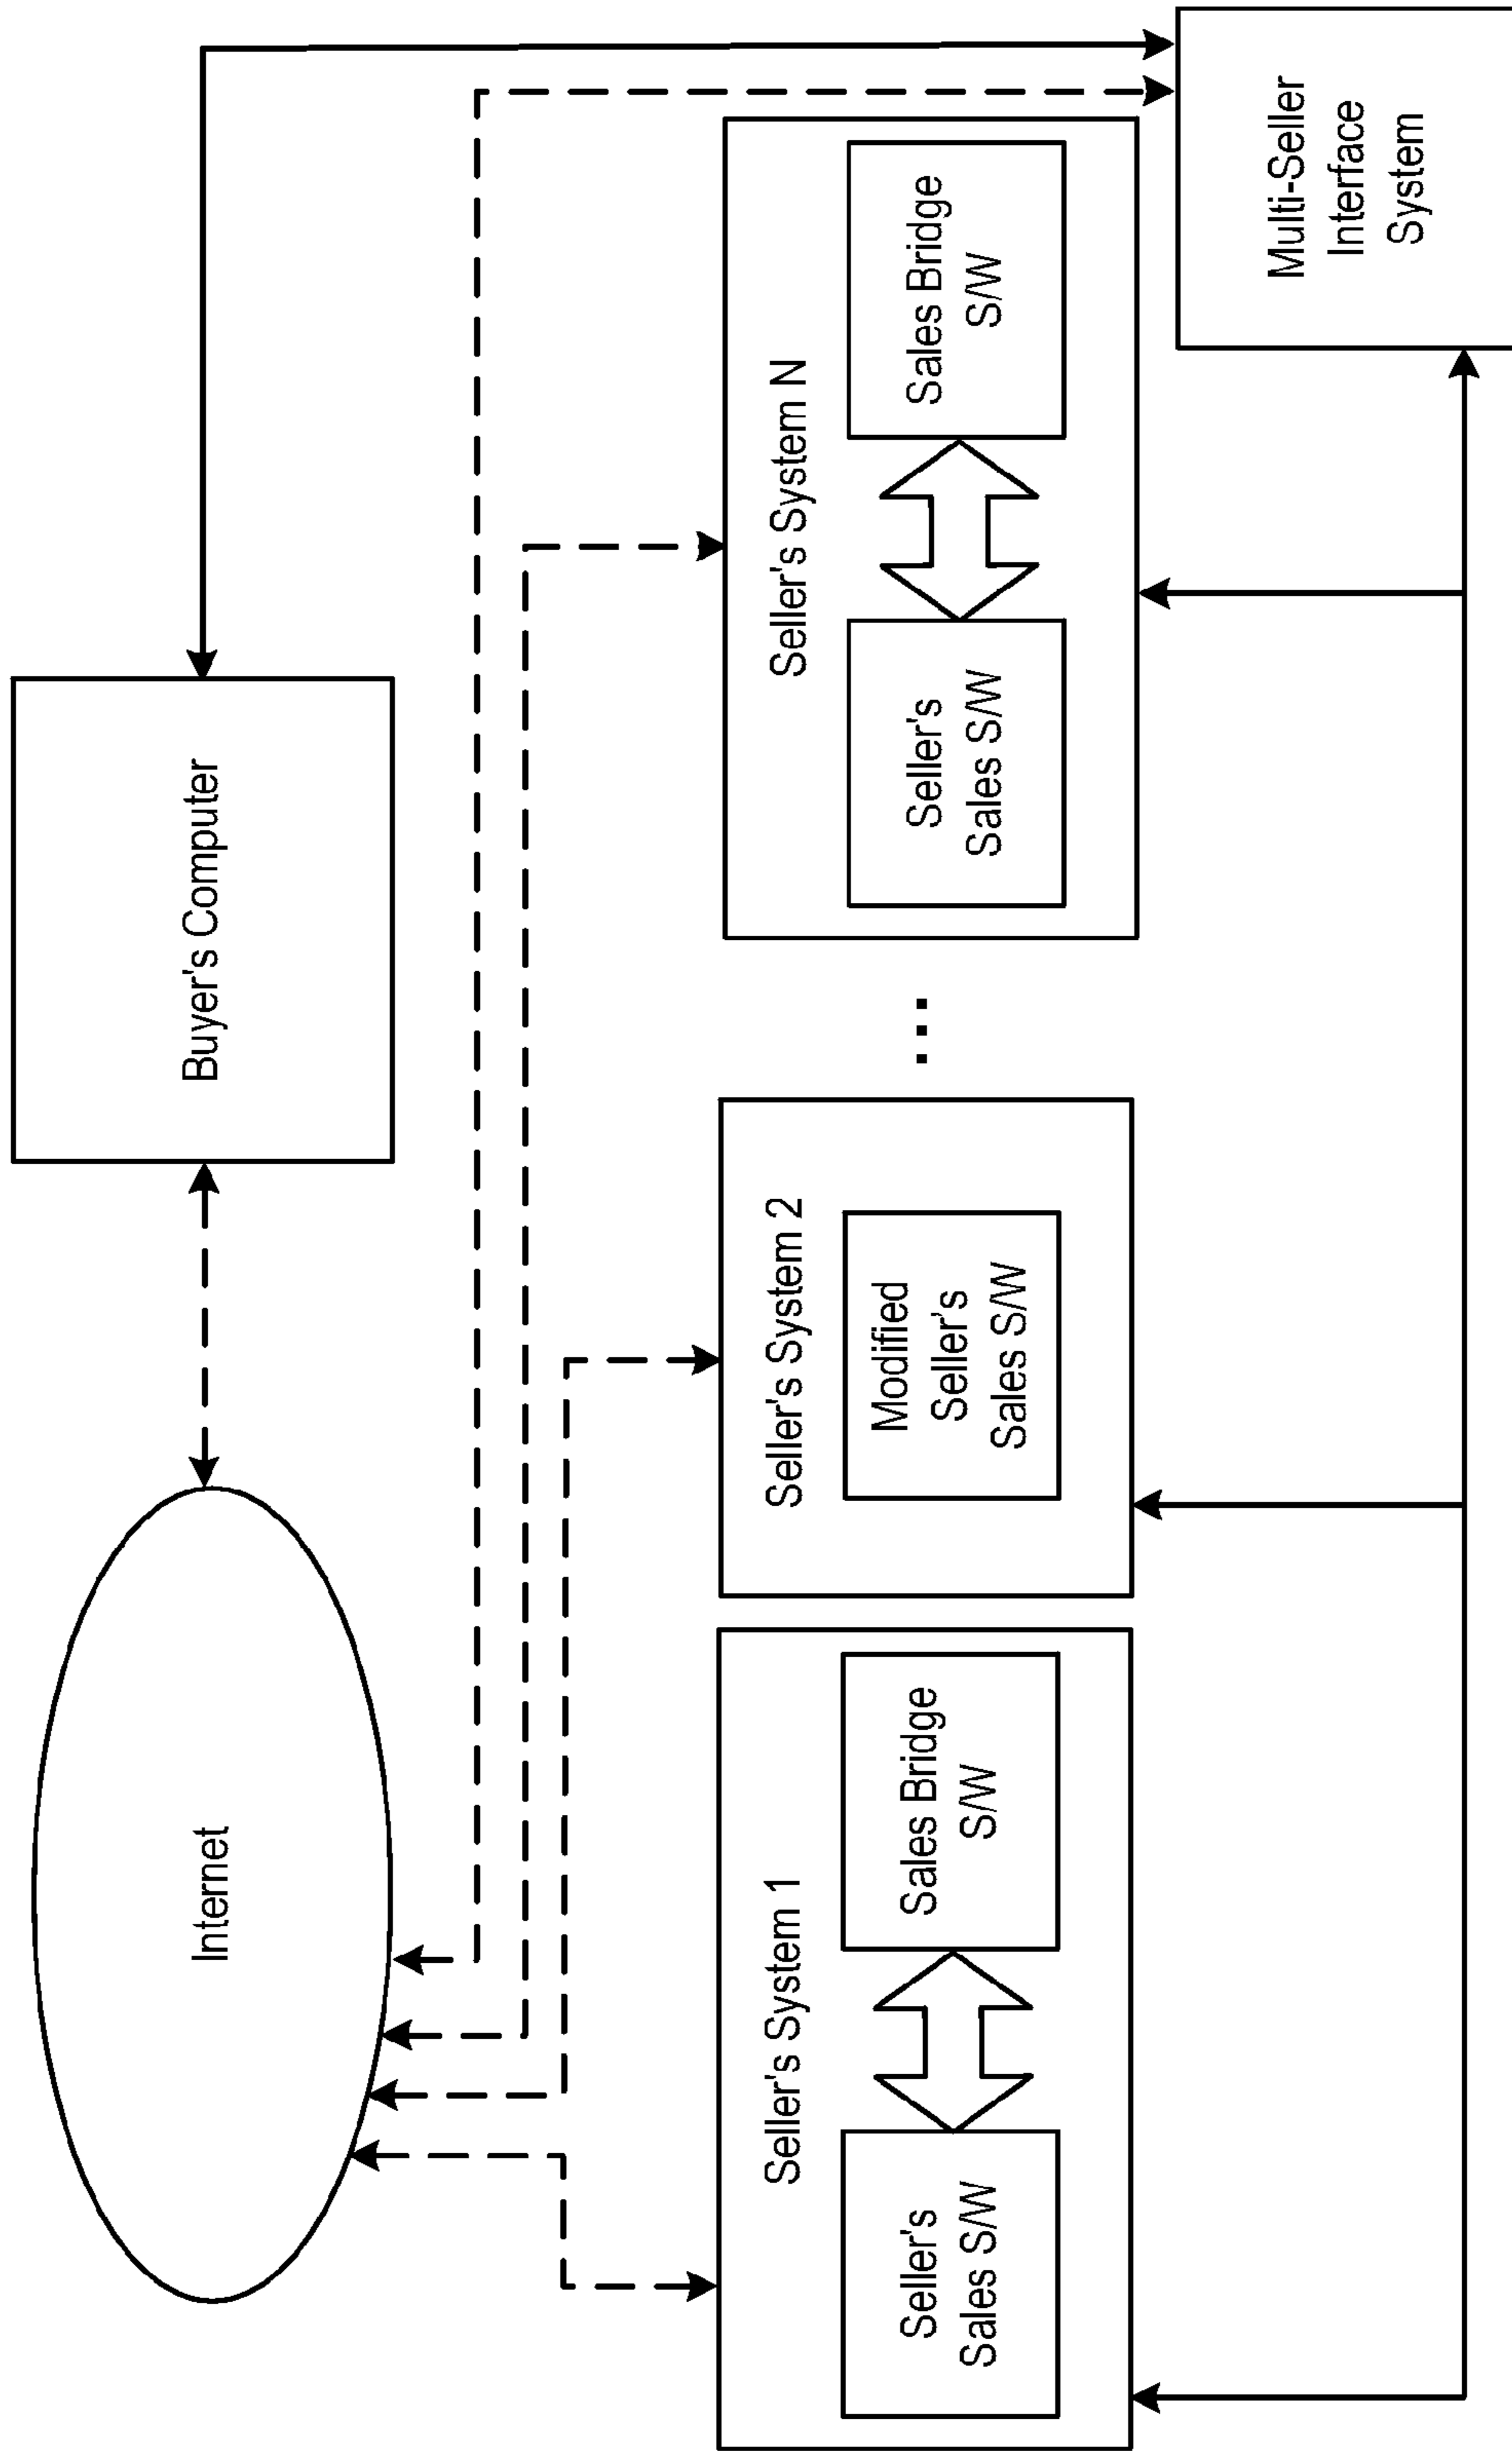 Internet
Buyer's Computer
Seller's System 1
Seller's
Sales S/W
Sales Bridge
S/W
Seller's System 2
Modified
Seller's
Sales S/W
...
Seller's System N
Seller's
Sales S/W
Sales Bridge
S/W
Multi-Seller
Interface
System